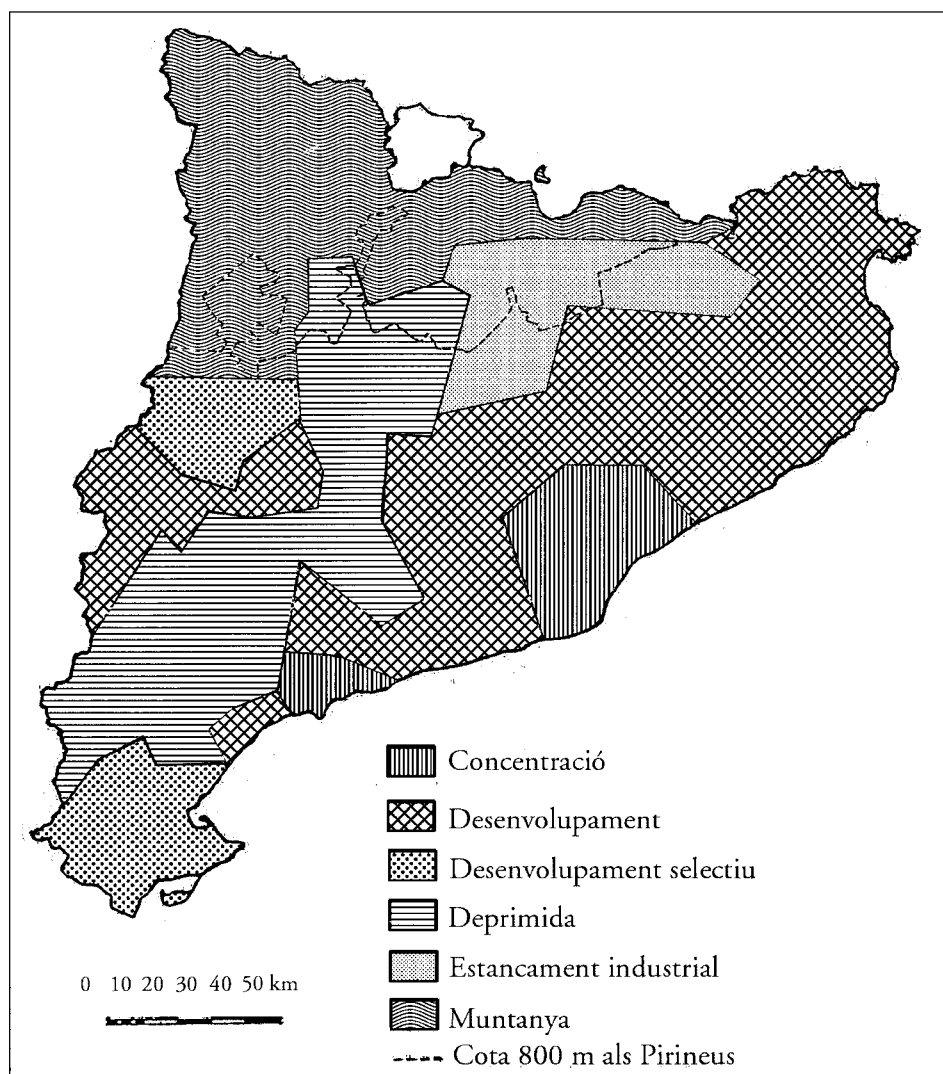 Concentració
Desenvolupament
Desenvolupament selectiu
Deprimida
Estancament industrial
Muntanya
Cota 800 m als Pirineus
0 10 20 30 40 50 km